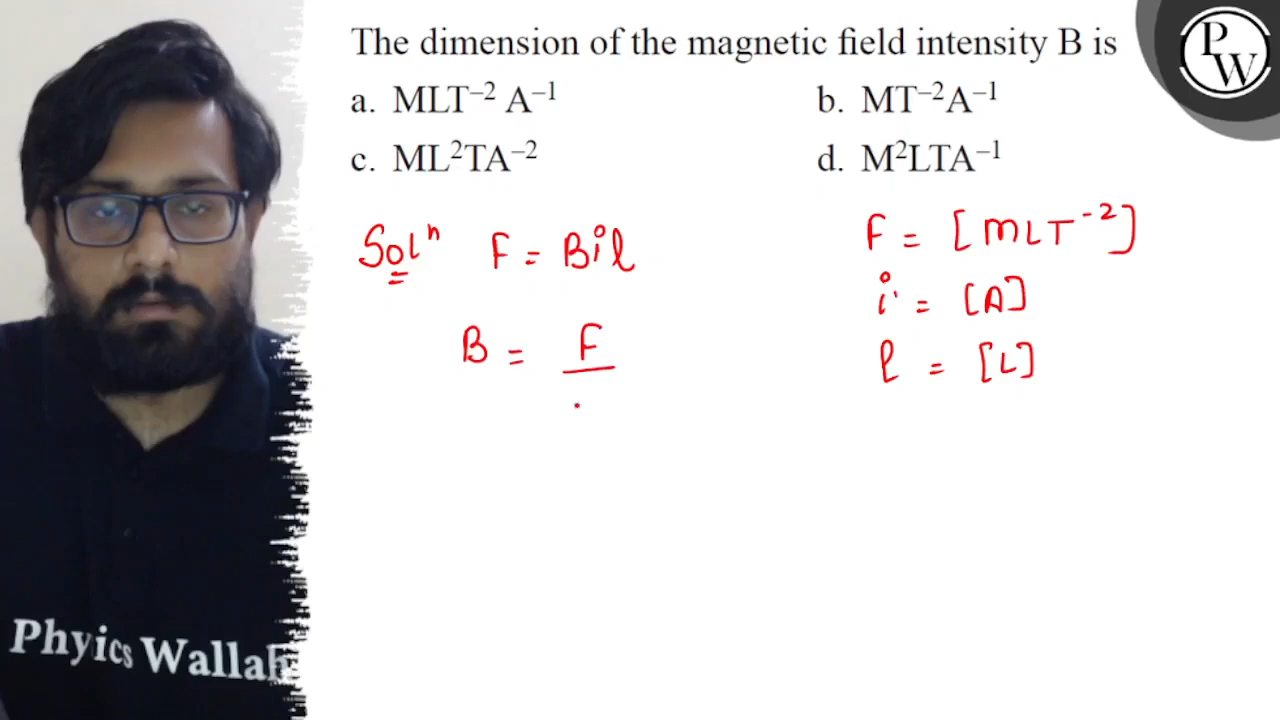 The dimension of the magnetic field intensity B is
a. MLT⁻² A⁻¹ b. MT⁻²A⁻¹
c. ML²TA⁻² d. M²LTA⁻¹
Solⁿ F = Bil F = [MLT⁻²]
i = [A]
B = F l = [L]
PW
Phyics Wallah